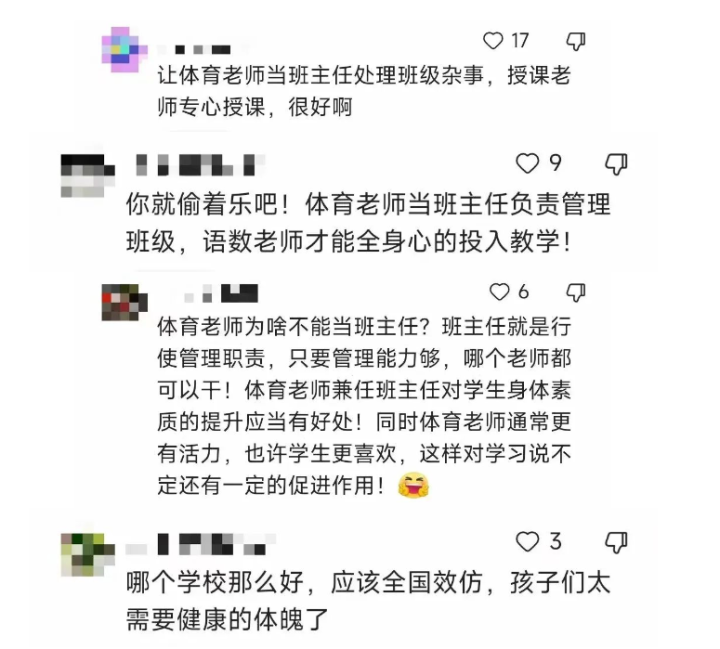 17
让体育老师当班主任处理班级杂事，授课老
师专心授课，很好啊
9
你就偷着乐吧！体育老师当班主任负责管理
班级，语数老师才能全身心的投入教学！
6
体育老师为啥不能当班主任？班主任就是行
使管理职责，只要管理能力够，哪个老师都
可以干！体育老师兼任班主任对学生身体素
质的提升应当有好处！同时体育老师通常更
有活力，也许学生更喜欢，这样对学习说不
定还有一定的促进作用！
3
哪个学校那么好，应该全国效仿，孩子们太
需要健康的体魄了